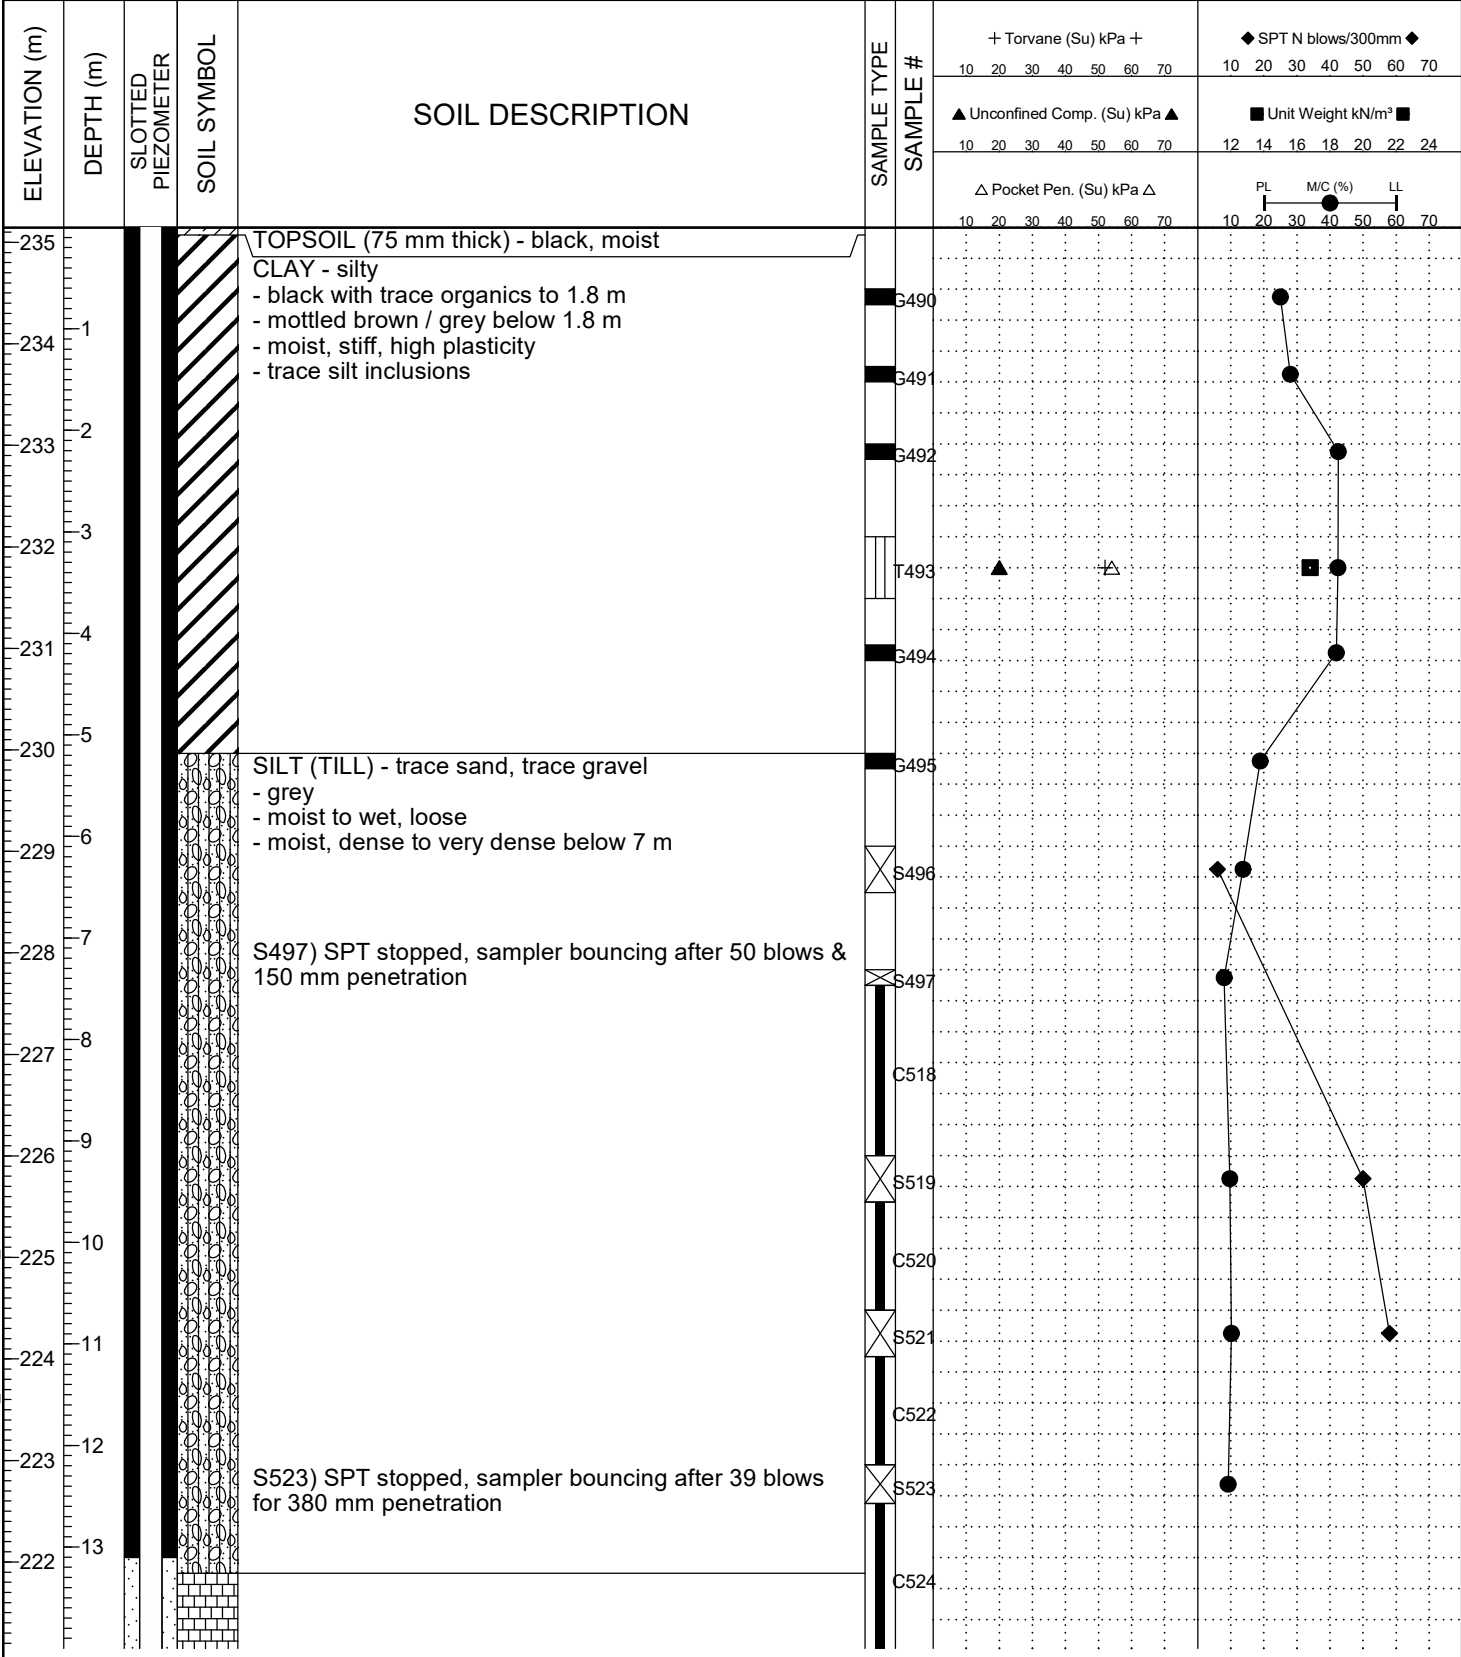 ELEVATION (m)
DEPTH (m)
SLOTTED
PIEZOMETER
SOIL SYMBOL
SOIL DESCRIPTION
SAMPLE TYPE
SAMPLE #
Torvane (Su) kPa
10 20 30 40 50 60 70
Unconfined Comp. (Su) kPa
10 20 30 40 50 60 70
Pocket Pen. (Su) kPa
10 20 30 40 50 60 70
SPT N blows/300mm
10 20 30 40 50 60 70
Unit Weight kN/m³
12 14 16 18 20 22 24
PL M/C (%) LL
10 20 30 40 50 60 70
235
TOPSOIL (75 mm thick) - black, moist
CLAY - silty
- black with trace organics to 1.8 m
G490
- mottled brown / grey below 1.8 m
1
234
- moist, stiff, high plasticity
- trace silt inclusions
G491
2
233
G492
3
232
T493
4
231
G494
5
230
SILT (TILL) - trace sand, trace gravel
G495
- grey
- moist to wet, loose
6
- moist, dense to very dense below 7 m
229
S496
7
228
S497) SPT stopped, sampler bouncing after 50 blows &
150 mm penetration
S497
8
227
C518
9
226
S519
10
225
C520
11
S521
224
C522
12
223
S523) SPT stopped, sampler bouncing after 39 blows
for 380 mm penetration
S523
13
222
C524